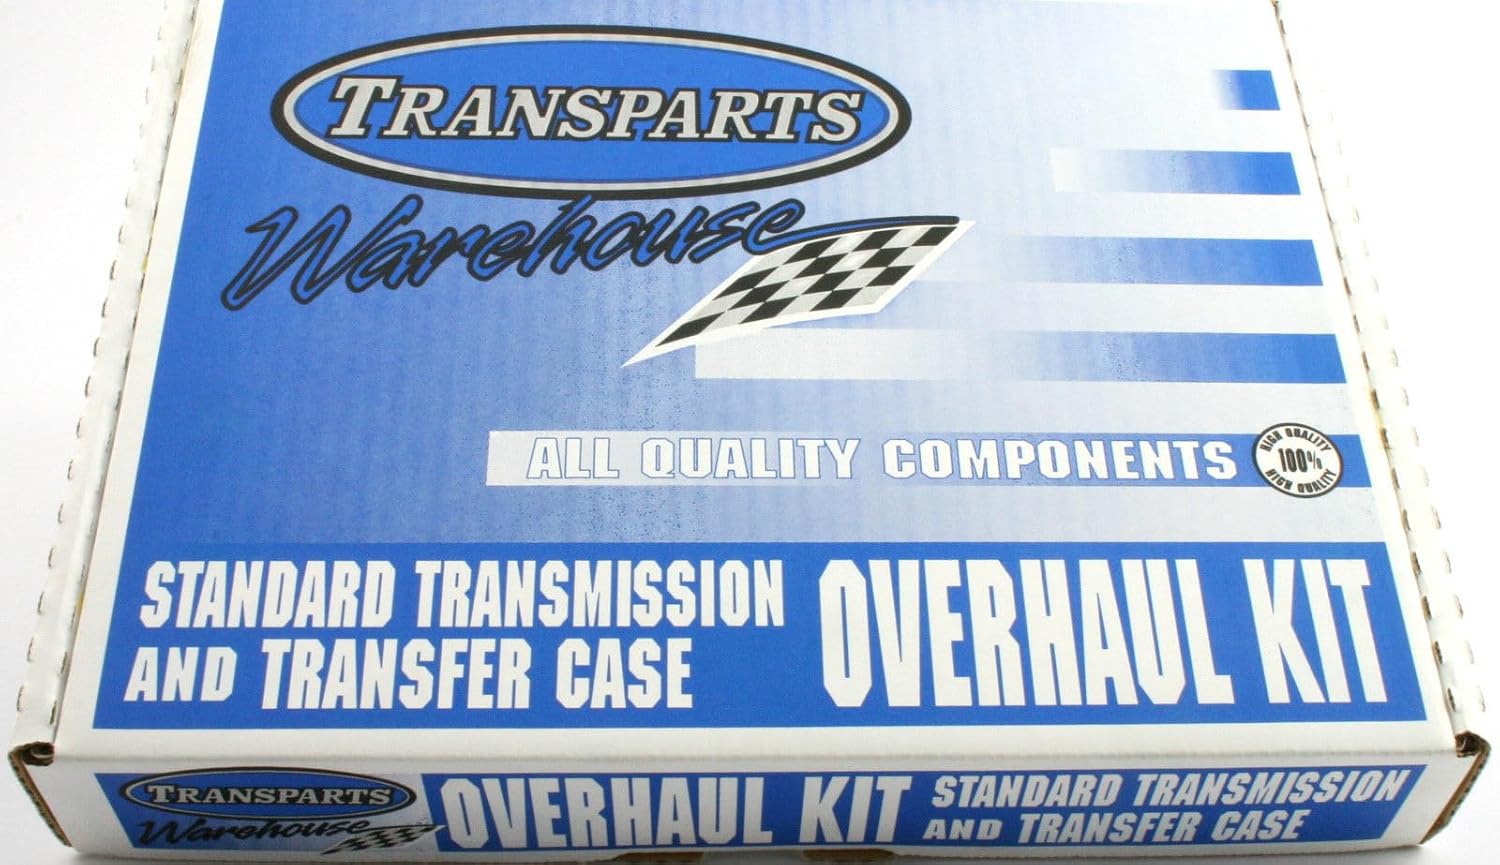 TRANSPARTS
Warehouse
ALL QUALITY COMPONENTS
HIGH QUALITY
100%
HIGH QUALITY
STANDARD TRANSMISSION
AND TRANSFER CASE
OVERHAUL KIT
TRANSPARTS
Warehouse
OVERHAUL KIT
STANDARD TRANSMISSION
AND TRANSFER CASE